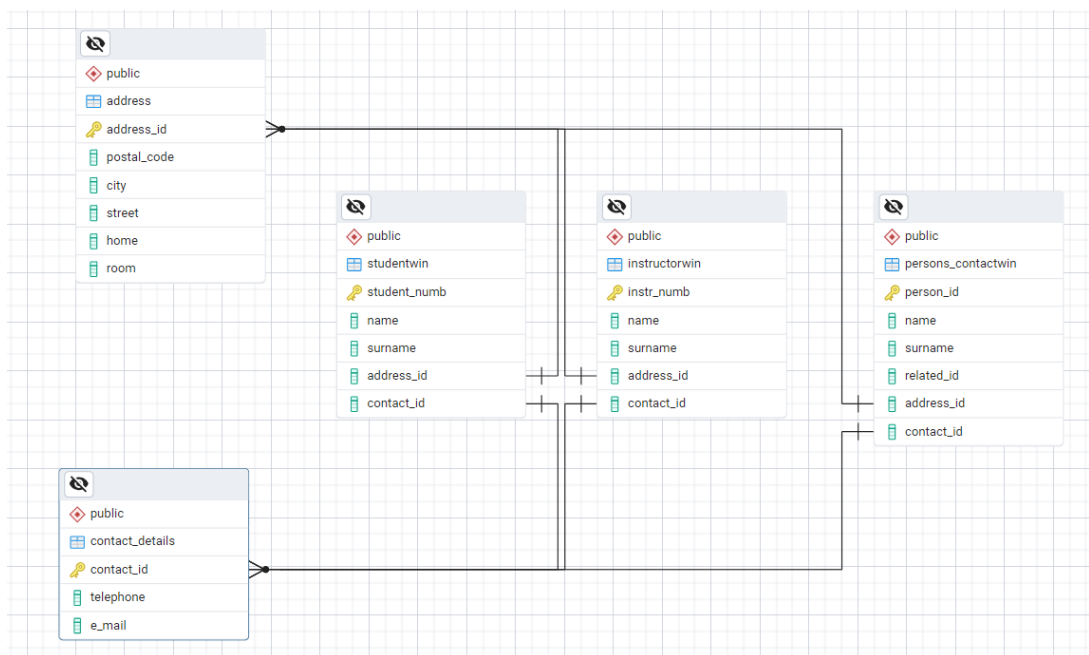 public
address
address_id
postal_code
city
street
home
room
public
studentwin
student_numb
name
surname
address_id
contact_id
public
instructorwin
instr_numb
name
surname
address_id
contact_id
public
persons_contactwin
person_id
name
surname
related_id
address_id
contact_id
public
contact_details
contact_id
telephone
e_mail